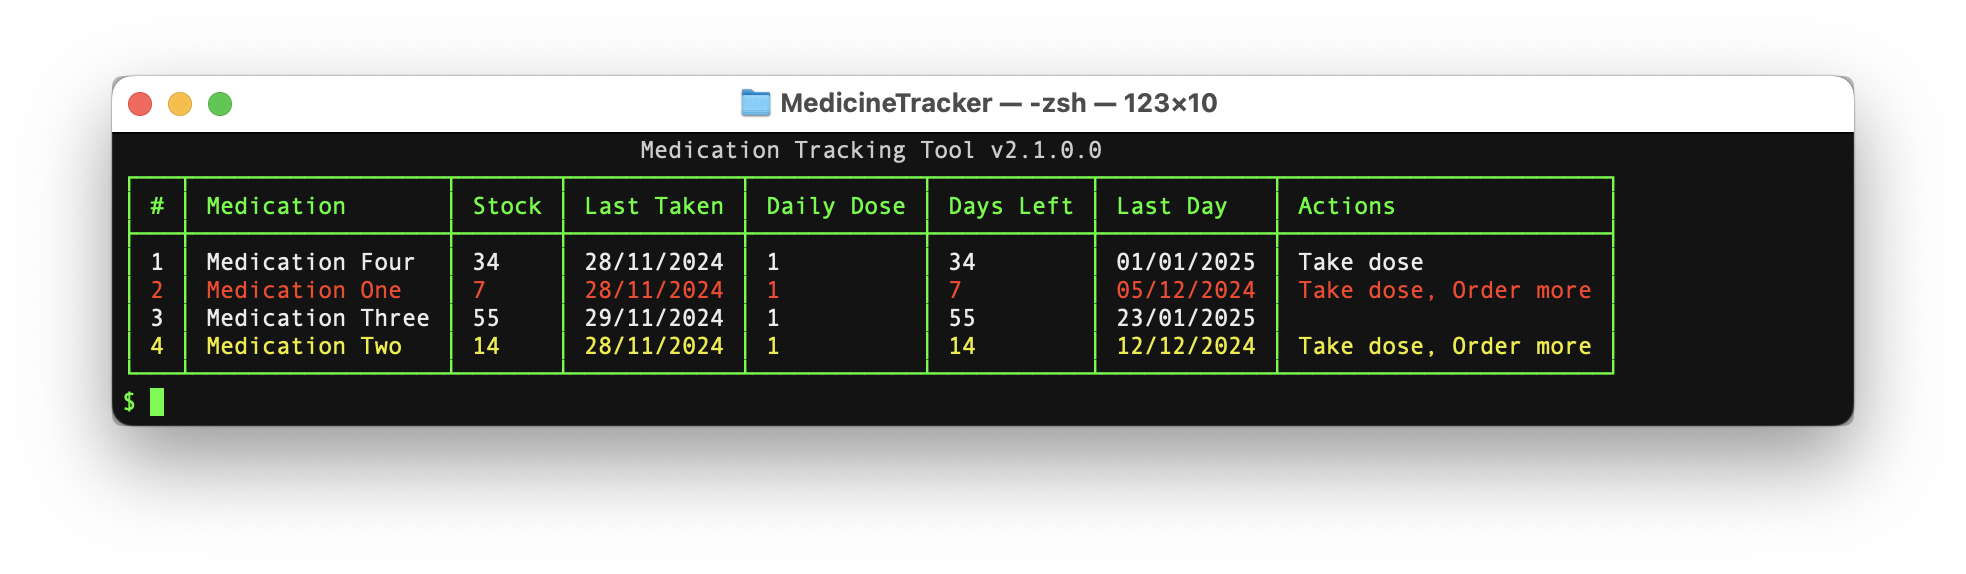 MedicineTracker — -zsh — 123×10
Medication Tracking Tool v2.1.0.0
# Medication Stock Last Taken Daily Dose Days Left Last Day Actions
1 Medication Four 34 28/11/2024 1 34 01/01/2025 Take dose
2 Medication One 7 28/11/2024 1 7 05/12/2024 Take dose, Order more
3 Medication Three 55 29/11/2024 1 55 23/01/2025
4 Medication Two 14 28/11/2024 1 14 12/12/2024 Take dose, Order more
$